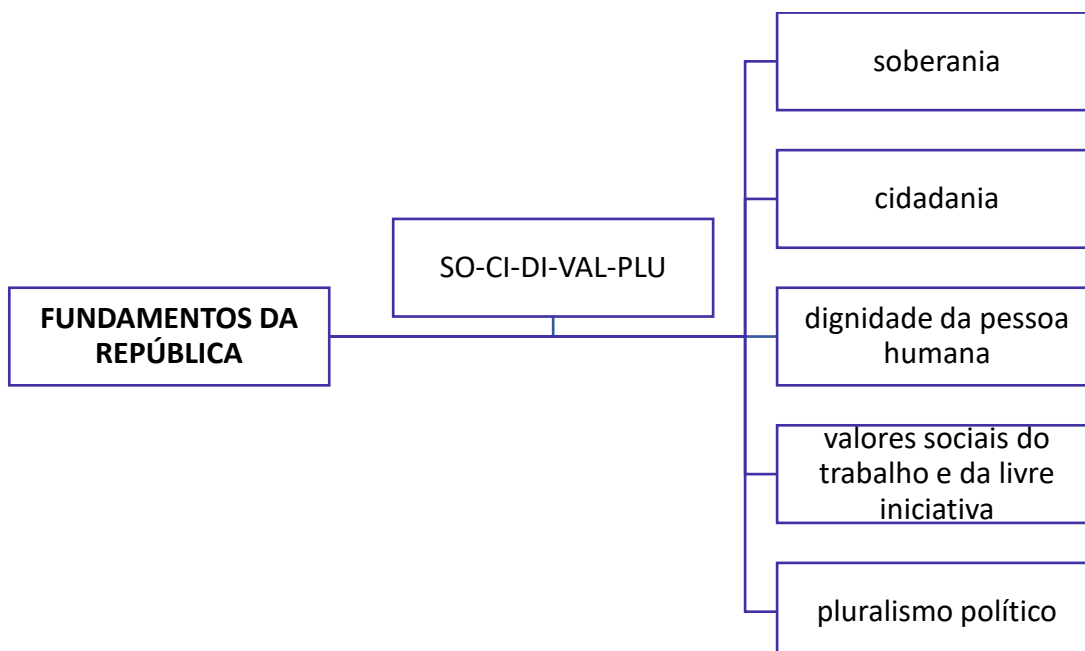 FUNDAMENTOS DA
REPÚBLICA
SO-CI-DI-VAL-PLU
soberania
cidadania
dignidade da pessoa
humana
valores sociais do
trabalho e da livre
iniciativa
pluralismo político